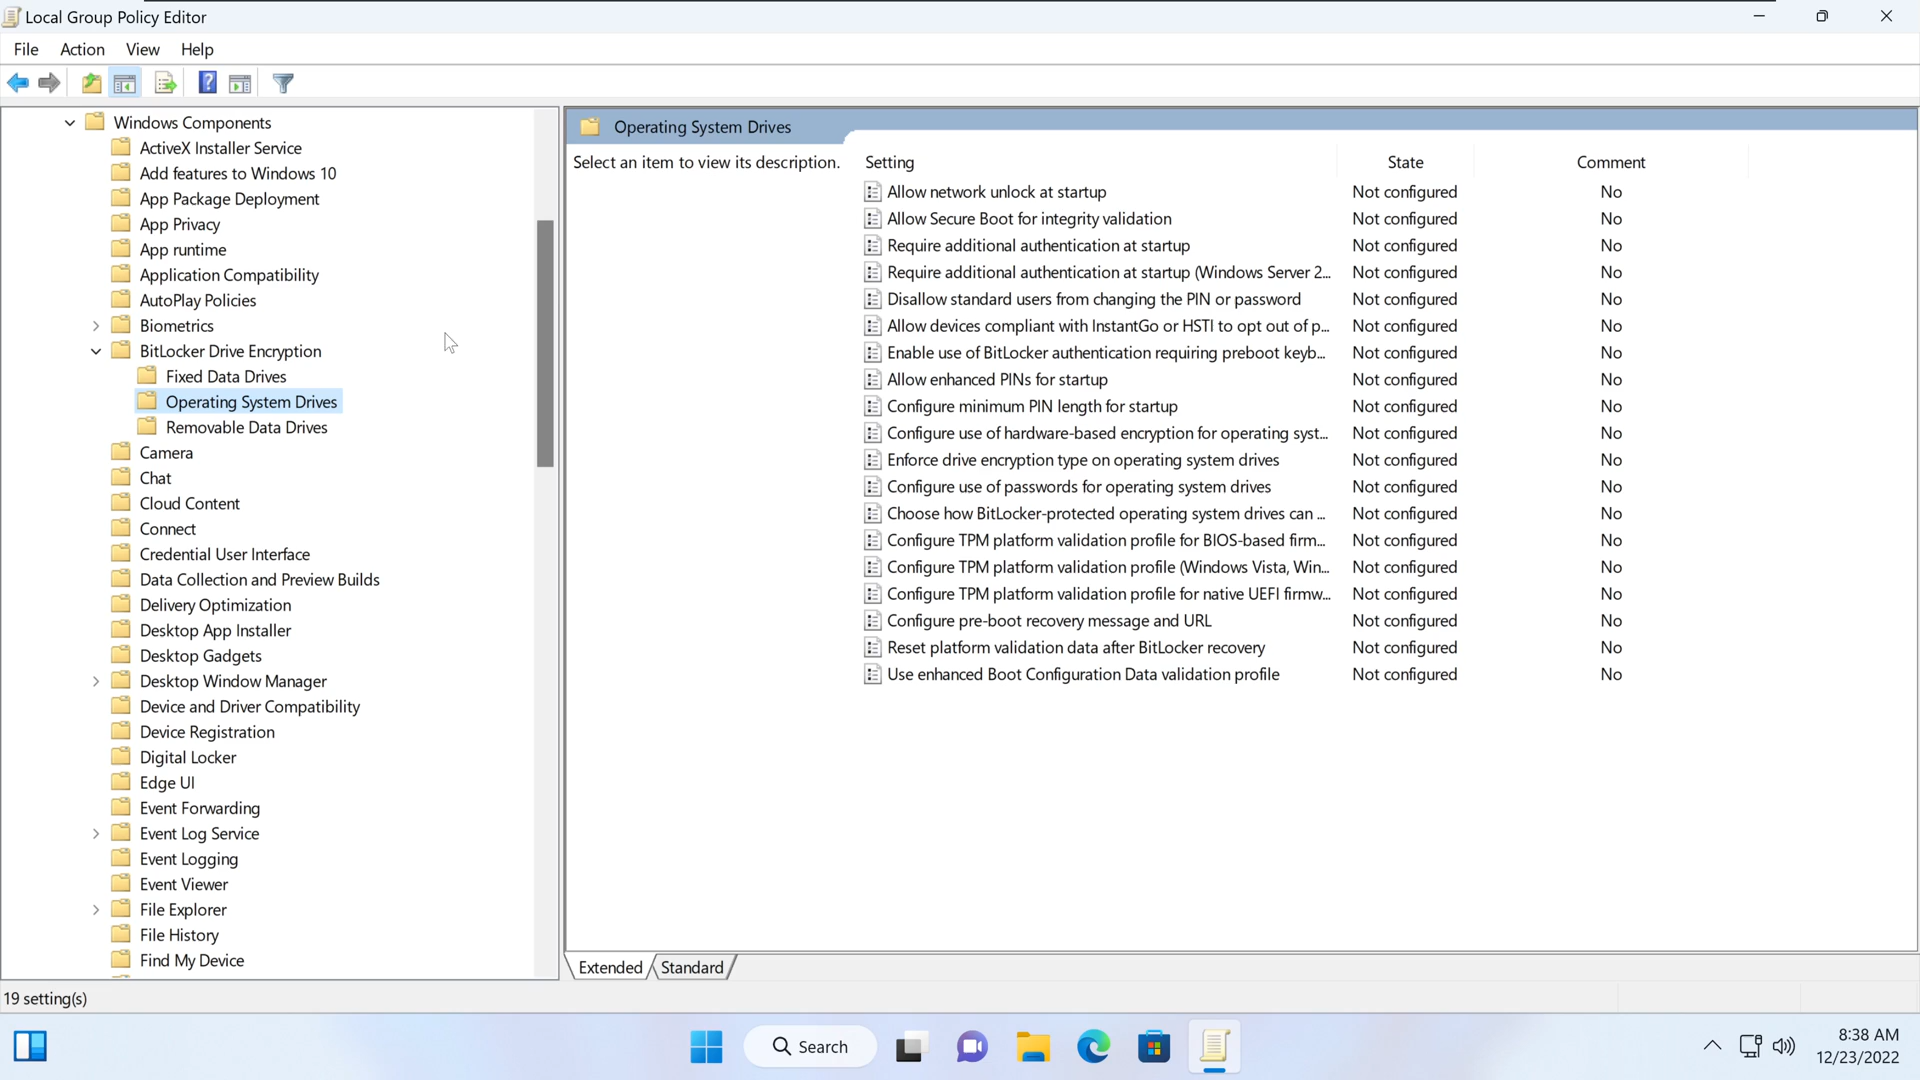 Local Group Policy Editor
File Action View Help
Windows Components
ActiveX Installer Service
Add features to Windows 10
App Package Deployment
App Privacy
App runtime
Application Compatibility
AutoPlay Policies
Biometrics
BitLocker Drive Encryption
Fixed Data Drives
Operating System Drives
Removable Data Drives
Camera
Chat
Cloud Content
Connect
Credential User Interface
Data Collection and Preview Builds
Delivery Optimization
Desktop App Installer
Desktop Gadgets
Desktop Window Manager
Device and Driver Compatibility
Device Registration
Digital Locker
Edge UI
Event Forwarding
Event Log Service
Event Logging
Event Viewer
File Explorer
File History
Find My Device
Operating System Drives
Select an item to view its description.
Setting State Comment
Allow network unlock at startup Not configured No
Allow Secure Boot for integrity validation Not configured No
Require additional authentication at startup Not configured No
Require additional authentication at startup (Windows Server 2... Not configured No
Disallow standard users from changing the PIN or password Not configured No
Allow devices compliant with InstantGo or HSTI to opt out of p... Not configured No
Enable use of BitLocker authentication requiring preboot keyb... Not configured No
Allow enhanced PINs for startup Not configured No
Configure minimum PIN length for startup Not configured No
Configure use of hardware-based encryption for operating syst... Not configured No
Enforce drive encryption type on operating system drives Not configured No
Configure use of passwords for operating system drives Not configured No
Choose how BitLocker-protected operating system drives can ... Not configured No
Configure TPM platform validation profile for BIOS-based firm... Not configured No
Configure TPM platform validation profile (Windows Vista, Win... Not configured No
Configure TPM platform validation profile for native UEFI firmw... Not configured No
Configure pre-boot recovery message and URL Not configured No
Reset platform validation data after BitLocker recovery Not configured No
Use enhanced Boot Configuration Data validation profile Not configured No
Extended Standard
19 setting(s)
Search
8:38 AM
12/23/2022